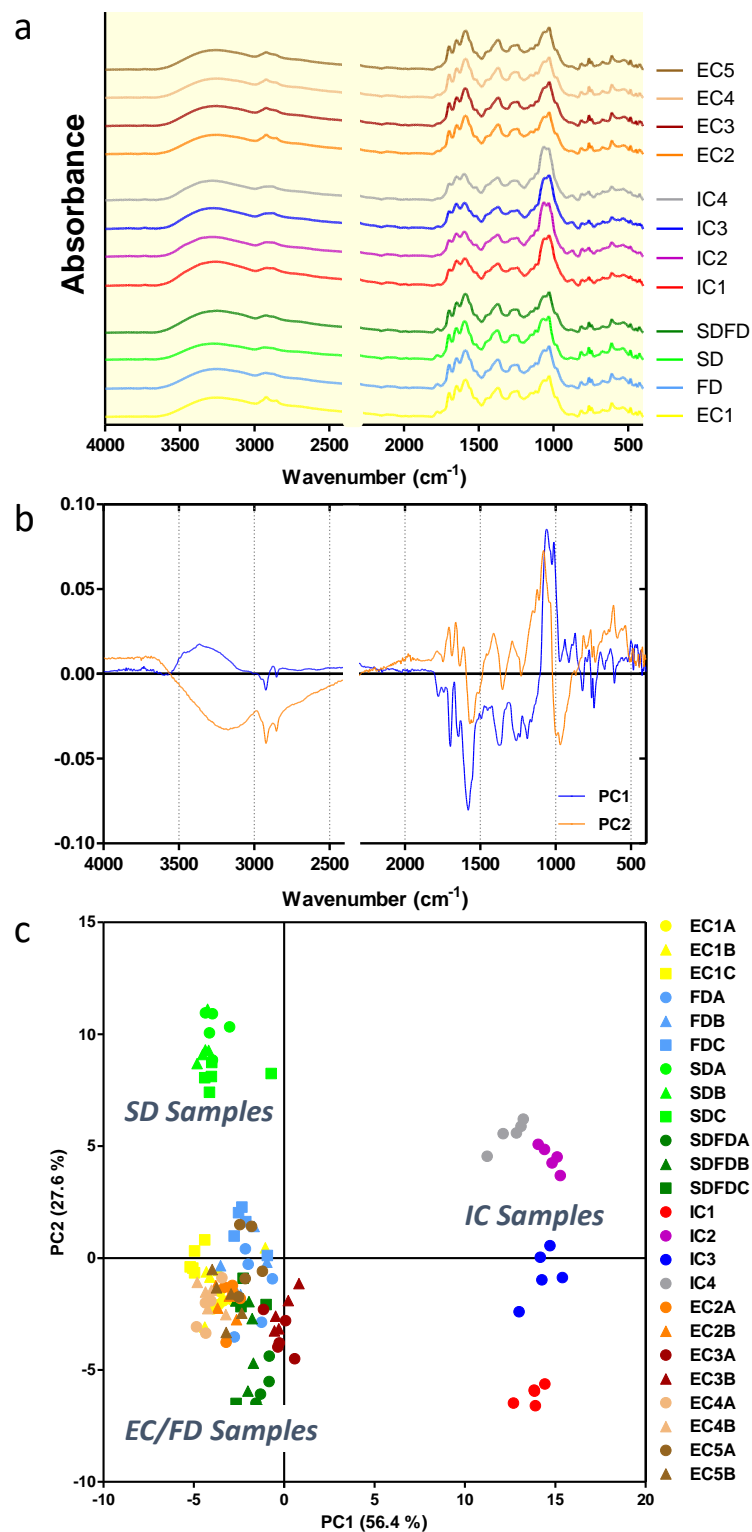 a
Absorbance
EC5
EC4
EC3
EC2
IC4
IC3
IC2
IC1
SDFD
SD
FD
EC1
4000 3500 3000 2500 2000 1500 1000 500
Wavenumber (cm-1)
b
0.10
0.05
0.00
-0.05
-0.10
PC1
PC2
4000 3500 3000 2500 2000 1500 1000 500
Wavenumber (cm-1)
c
15
10
5
0
-5
-10
PC2 (27.6 %)
SD Samples
IC Samples
EC/FD Samples
-10 -5 0 5 10 15 20
PC1 (56.4 %)
EC1A
EC1B
EC1C
FDA
FDB
FDC
SDA
SDB
SDC
SDFDA
SDFDB
SDFDC
IC1
IC2
IC3
IC4
EC2A
EC2B
EC3A
EC3B
EC4A
EC4B
EC5A
EC5B